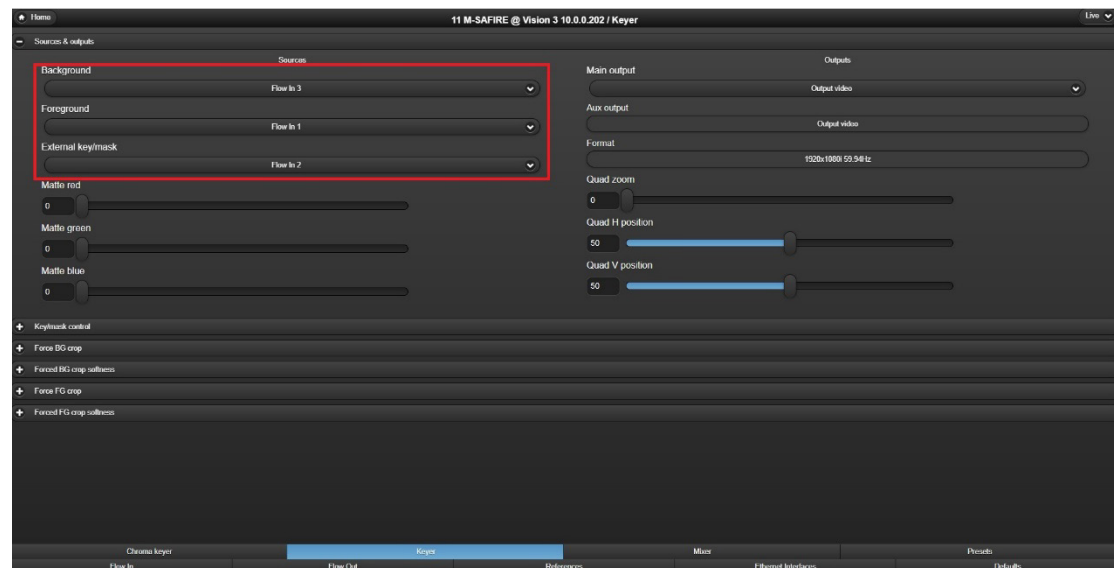 Home
11 M-SAFIRE @ Vision 3 10.0.0.202 / Keyer
Live
Sources & outputs
Sources
Background
Flow In 3
Foreground
Flow In 1
External key/mask
Flow In 2
Matte red
0
Matte green
0
Matte blue
0
Outputs
Main output
Output video
Aux output
Output video
Format
1920x1080i 59.94Hz
Quad zoom
0
Quad H position
50
Quad V position
50
Key/mask control
Force BG crop
Forced BG crop softness
Force FG crop
Forced FG crop softness
Chroma keyer
Keyer
Mixer
Presets
Flow In
Flow Out
References
Ethernet Interfaces
Defaults